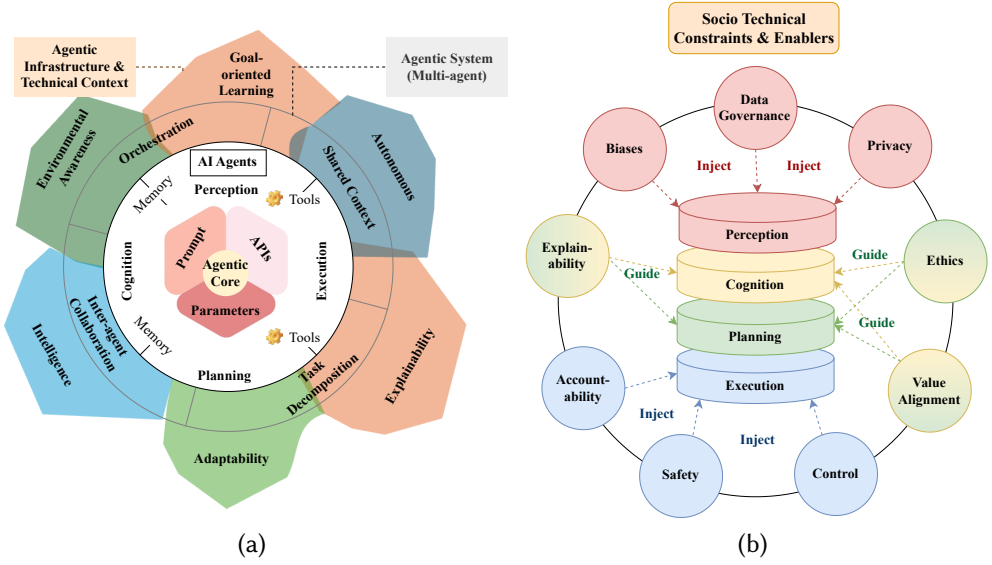 Agentic
Infrastructure &
Technical Context
Goal-
oriented
Learning
Agentic System
(Multi-agent)
Environmental
Awareness
Orchestration
Autonomous
Shared Context
AI Agents
Perception
Memory
Tools
Prompt
APIs
Agentic
Core
Parameters
Cognition
Execution
Inter-agent
Collaboration
Intelligence
Memory
Tools
Planning
Task
Decomposition
Explainability
Adaptability
(a)
Socio Technical
Constraints & Enablers
Data
Governance
Biases
Privacy
Inject
Inject
Perception
Explain-
ability
Guide
Cognition
Guide
Ethics
Planning
Guide
Execution
Account-
ability
Value
Alignment
Inject
Inject
Safety
Control
(b)